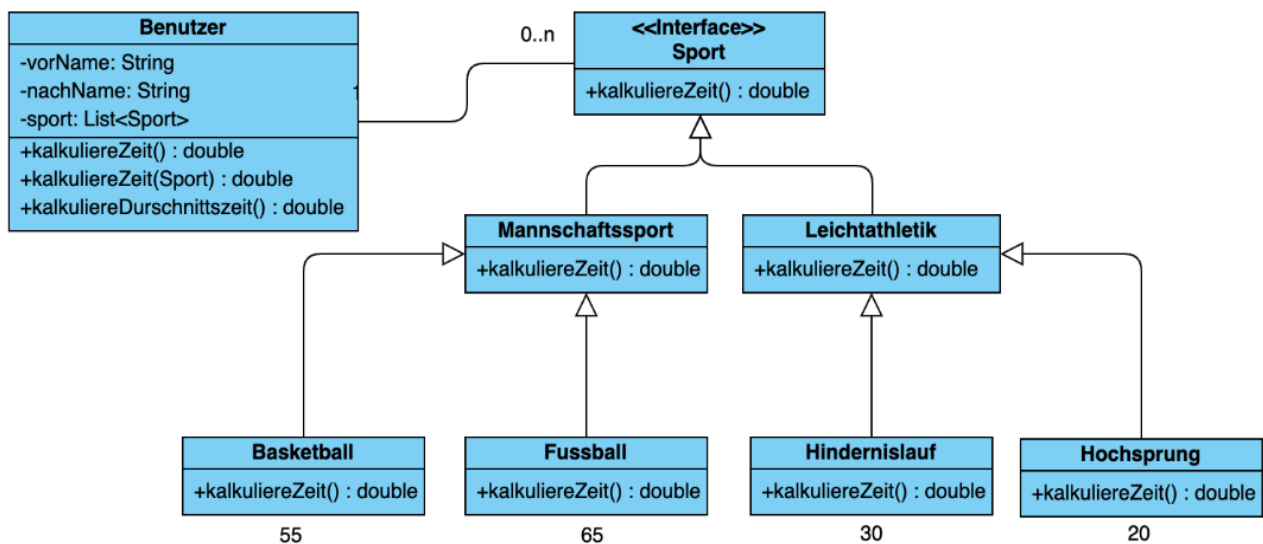 Benutzer
-vorName: String
-nachName: String
-sport: List<Sport>
+kalkuliereZeit() : double
+kalkuliereZeit(Sport) : double
+kalkuliereDurschnittszeit() : double
1
0..n
<<Interface>>
Sport
+kalkuliereZeit() : double
Mannschaftssport
+kalkuliereZeit() : double
Leichtathletik
+kalkuliereZeit() : double
Basketball
+kalkuliereZeit() : double
55
Fussball
+kalkuliereZeit() : double
65
Hindernislauf
+kalkuliereZeit() : double
30
Hochsprung
+kalkuliereZeit() : double
20